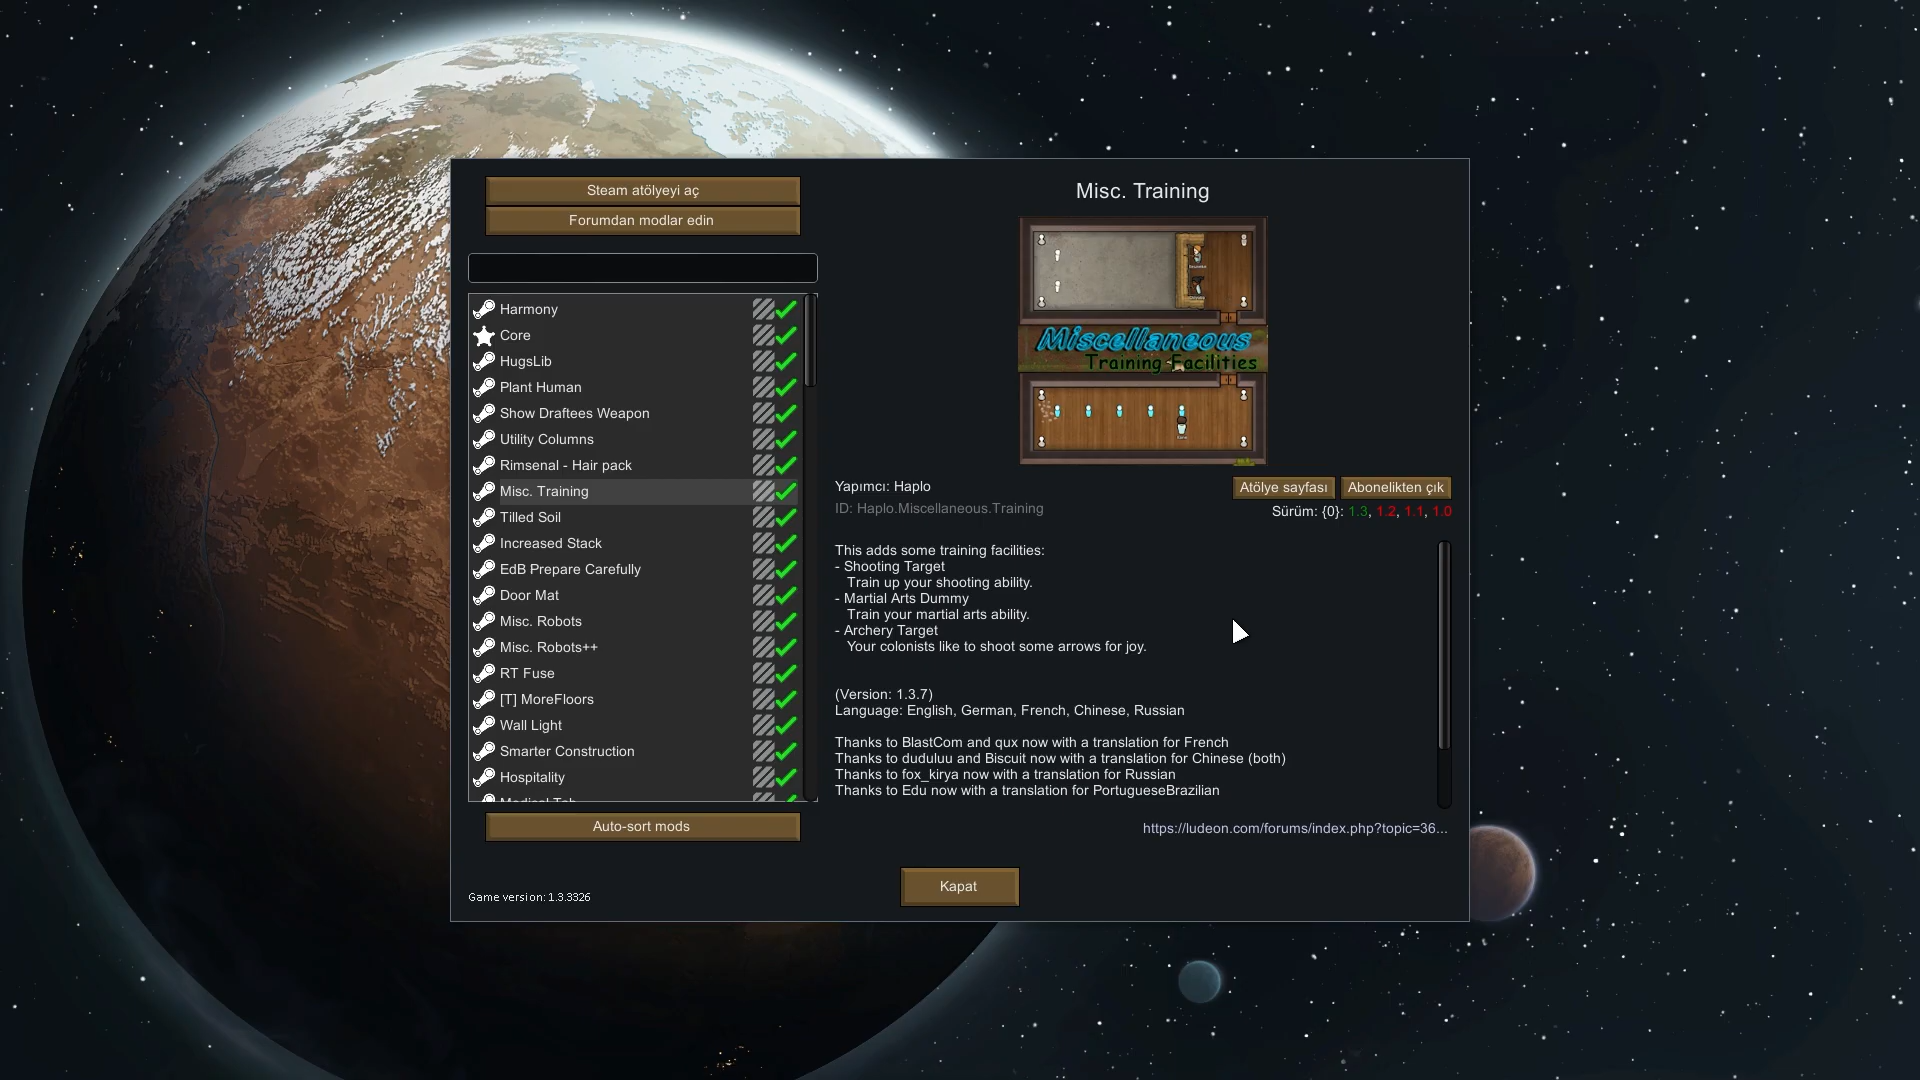 Steam atölyeyi aç
Forumdan modlar edin
Harmony
Core
HugsLib
Plant Human
Show Draftees Weapon
Utility Columns
Rimsenal - Hair pack
Misc. Training
Tilled Soil
Increased Stack
EdB Prepare Carefully
Door Mat
Misc. Robots
Misc. Robots++
RT Fuse
[T] MoreFloors
Wall Light
Smarter Construction
Hospitality
Medical Tab
Auto-sort mods
Game version: 1.3.3326
Misc. Training
Miscellaneous
Training Facilities
Yapımcı: Haplo
Atölye sayfası
Abonelikten çık
ID: Haplo.Miscellaneous.Training
Sürüm: {0}: 1.3, 1.2, 1.1, 1.0
This adds some training facilities:
- Shooting Target
Train up your shooting ability.
- Martial Arts Dummy
Train your martial arts ability.
- Archery Target
Your colonists like to shoot some arrows for joy.
(Version: 1.3.7)
Language: English, German, French, Chinese, Russian
Thanks to BlastCom and qux now with a translation for French
Thanks to duduluu and Biscuit now with a translation for Chinese (both)
Thanks to fox_kirya now with a translation for Russian
Thanks to Edu now with a translation for PortugueseBrazilian
https://ludeon.com/forums/index.php?topic=36...
Kapat